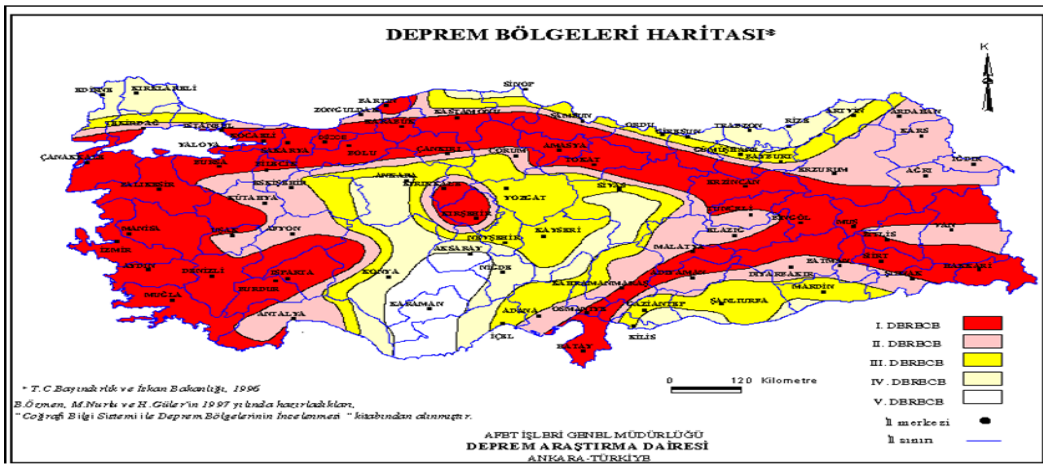 DEPREM BÖLGELERİ HARİTASI*
K
SİNOP
EDİRNE KIRKLARELİ
BARTIN
ZONGULDAK KASTAMONU
TEKİRDAĞ İSTANBUL KARABÜK SAMSUN ORDU GİRESUN TRABZON RİZE ARTVİN ARDAHAN
KOCAELİ KARS
YALOVA SAKARYA BOLU ÇANKIRI ÇORUM AMASYA GÜMÜŞHANE BAYBURT
ÇANAKKALE BURSA BİLECİK TOKAT ERZURUM IĞDIR
ANKARA AĞRI
BALIKESİR ESKİŞEHİR KIRIKKALE YOZGAT SİVAS ERZİNCAN
KÜTAHYA
KIRŞEHİR TUNCELİ BİNGÖL MUŞ VAN
MANİSA UŞAK AFYON NEVŞEHİR KAYSERİ ELAZIĞ BİTLİS
İZMİR AKSARAY MALATYA
AYDIN DENİZLİ ISPARTA KONYA NİĞDE ADIYAMAN DİYARBAKIR BATMAN SİİRT HAKKARİ
BURDUR KAHRAMANMARAŞ MARDİN ŞIRNAK
MUĞLA KARAMAN GAZİANTEP ŞANLIURFA
ANTALYA ADANA OSMANİYE
İÇEL KİLİS
HATAY
I. DERECE
II. DERECE
III. DERECE
IV. DERECE
V. DERECE
İl merkezi
İl sınırı
0 120 Kilometre
* T.C Bayındırlık ve İskan Bakanlığı, 1996
B.Özmen, M.Nurlu ve H.Güler'in 1997 yılında hazırladıkları,
" Coğrafi Bilgi Sistemi ile Deprem Bölgelerinin İncelenmesi " kitabından alınmıştır.
AFET İŞLERİ GENEL MÜDÜRLÜĞÜ
DEPREM ARAŞTIRMA DAİRESİ
ANKARA-TÜRKİYE